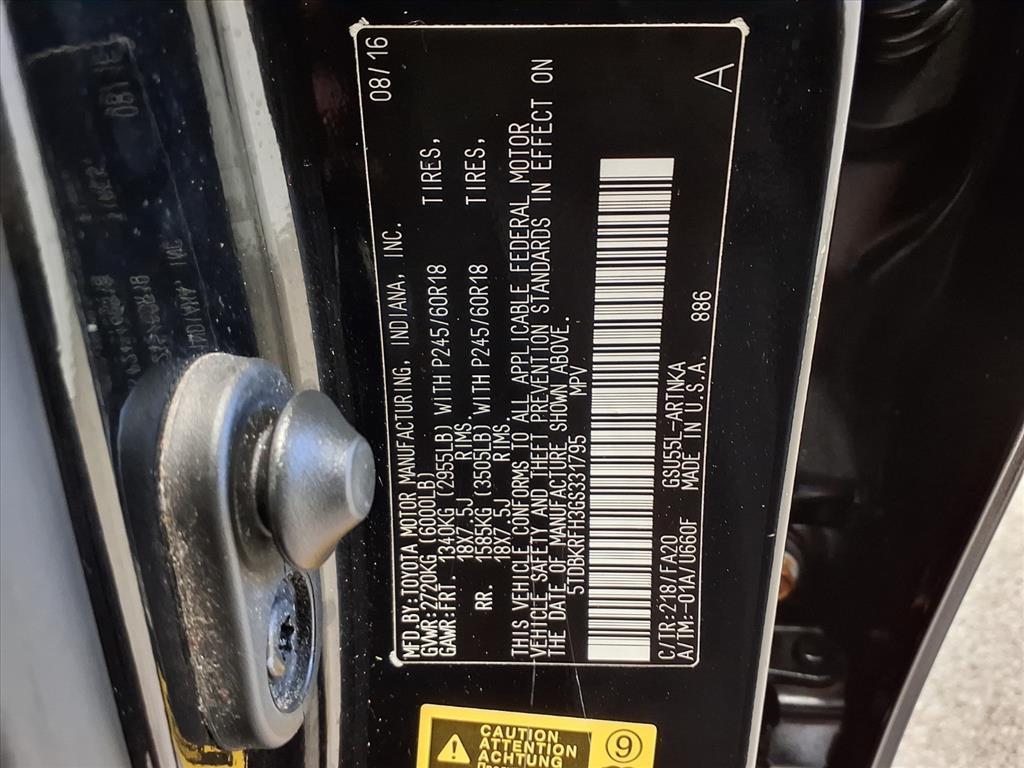 MFD.BY:TOYOTA MOTOR MANUFACTURING, INDIANA, INC. 08/16
GVWR:2720KG (6000LB)
GAWR:FRT. 1340KG (2955LB) WITH P245/60R18 TIRES,
18X7.5J RIMS.
RR. 1585KG (3505LB) WITH P245/60R18 TIRES,
18X7.5J RIMS.
THIS VEHICLE CONFORMS TO ALL APPLICABLE FEDERAL MOTOR
VEHICLE SAFETY AND THEFT PREVENTION STANDARDS IN EFFECT ON
THE DATE OF MANUFACTURE SHOWN ABOVE.
5TDBKRFH3GS331795 MPV
C/TR:218/FA20 GSU55L-ARTNKA 886
A/TM:-01A/U660F MADE IN U.S.A. A
CAUTION
ATTENTION
ACHTUNG
9